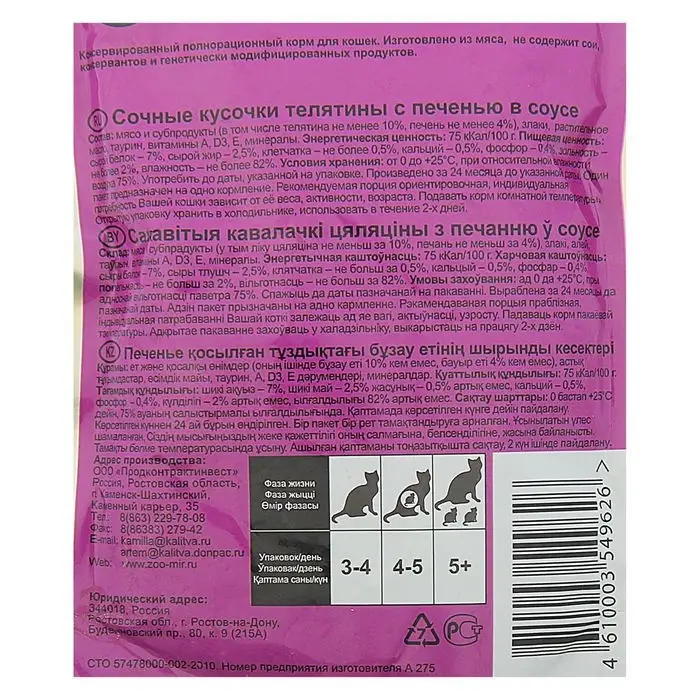 Консервированный полнорационный корм для кошек. Изготовлено из мяса, не содержит сои,
консервантов и генетически модифицированных продуктов.
RU Сочные кусочки телятины с печенью в соусе
Состав: мясо и субпродукты (в том числе телятина не менее 10%, печень не менее 4%), злаки, растительное
масло, таурин, витамины А, D3, Е, минералы. Энергетическая ценность: 75 кКал/100 г. Пищевая ценность:
сырой белок – 7%, сырой жир – 2,5%, клетчатка – не более 0,5%, кальций – 0,5%, фосфор – 0,4%, зольность –
не более 2%, влажность – не более 82%. Условия хранения: от 0 до +25°С, при относительной влажности
воздуха 75%. Употребить до даты, указанной на упаковке. Произведено за 24 месяца до указанной даты. Один
пакет предназначен на одно кормление. Рекомендуемая порция ориентировочная, индивидуальная
потребность Вашей кошки зависит от её веса, активности, возраста. Подавать корм комнатной температуры.
Открытую упаковку хранить в холодильнике, использовать в течение 2-х дней.
BY Сакавітыя кавалачкі цяляціны з печанню ў соусе
Склад: мяса субпродукты (у тым ліку цяляціна не меньш за 10%, печань не меньш за 4%), злакі, алей,
таўрын, вітаміны А, D3, Е, минералы. Энергетычная каштоўнасць: 75 кКал/100 г. Харчовая каштоўнасць:
сыры бялок –7%, сыры тлушч – 2,5%, клятчатка – не больш за 0,5%, кальцый – 0,5%, фосфар – 0,4%,
попельнасць – не больш за 2%, вільготнасць – не больш за 82%. Умовы захоўвання: ад 0 да +25°С, пры
адноснай вільготнасці паветра 75%. Спажыць да даты пазначанай на пакаванні. Выраблена за 24 месяца да
пазначанай даты. Адзін пакет прызначаны на адно кармленне. Рэкамендаваная порцыя праблізная,
індывідуальная патрабаванні Вашай коткі залежаць ад яе вагі, актыўнасці, узросту. Падаваць корм пакаёвай
тэмпературы. Адкрытае пакаванне захоўваць у халадзільніку, выкарыстаць на працягу 2-х дзён.
KZ Печенье қосылған тұздықтағы бұзау етінің шырынды кесектері
Құрамы: ет және қосалқы өнімдер (оның ішінде бұзау еті 10% кем емес, бауыр 4% кем емес), астық
тұқымдастар, өсімдік майы, таурин, А, D3, Е дәрумендері, минералдар. Қуаттылық құндылығы: 75 кКал/100 г.
Тағамдық құндылығы: шикі ақуыз – 7%, шикі май – 2,5%, жасұнық – 0,5% артық емес, кальций – 0,5%,
фосфор – 0,4%, күлділігі – 2% артық емес, ылғалдылығы 82% артық емес. Сақтау шарттары: 0 бастап +25°С
дейін, 75% ауаның салыстырмалы ылғалдылығында. Қаптамада көрсетілген күнге дейін пайдалану.
Көрсетілген күннен 24 ай бұрын өндірілген. Бір пакет бір рет тамақтандыруға арналған. Ұсынылатын үлес
шамаланған, Сіздің мысығыңыздың жеке қажеттілігі оның салмағына, белсенділігіне, жасына байланысты.
Тамақты бөлме температурасында ұсыну. Ашылған қаптаманы тоңазытқышта сақтау, 2 күн ішінде пайдалану.
Адрес производства:
ООО «Продконтрактинвест»
Россия, Ростовская область,
г. Каменск-Шахтинский,
Каменный карьер, 35
Тел: 8(863) 229-78-08
Факс: 8(86383) 279-42
E-mail: kamilla@kalitva.ru
artem@kalitva.donpac.ru
Web: www.zoo-mir.ru
Юридический адрес:
344018, Россия
Ростовская обл., г. Ростов-на-Дону,
Будённовский пр., 80, к. 9 (215А)
Фаза жизни
Фаза жыцці
Өмір фазасы
Упаковок/день
Упаковак/дзень
Қаптама саны/күн
3-4
4-5
5+
7
РСТ
4 610003 549626 >
СТО 57478000-002-2010. Номер предприятия изготовителя А 275